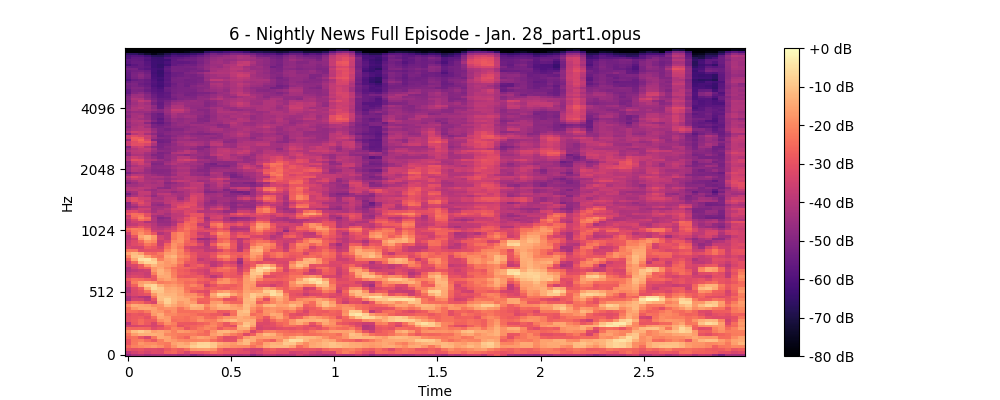 6 - Nightly News Full Episode - Jan. 28_part1.opus
Hz
4096
2048
1024
512
0
0
0.5
1
1.5
2
2.5
Time
+0 dB
-10 dB
-20 dB
-30 dB
-40 dB
-50 dB
-60 dB
-70 dB
-80 dB